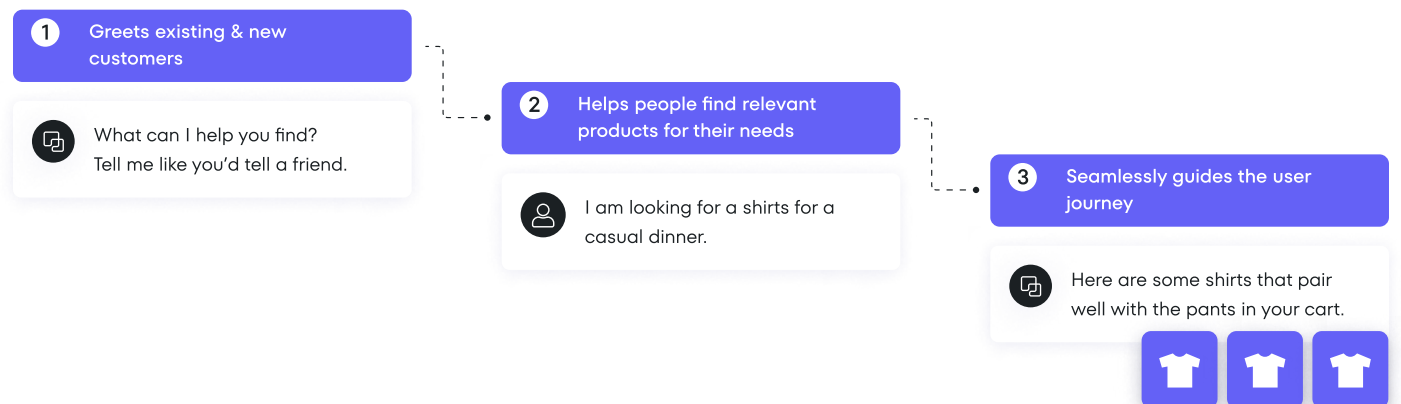 1
Greets existing & new
customers
What can I help you find?
Tell me like you’d tell a friend.
2
Helps people find relevant
products for their needs
I am looking for a shirts for a
casual dinner.
3
Seamlessly guides the user
journey
Here are some shirts that pair
well with the pants in your cart.